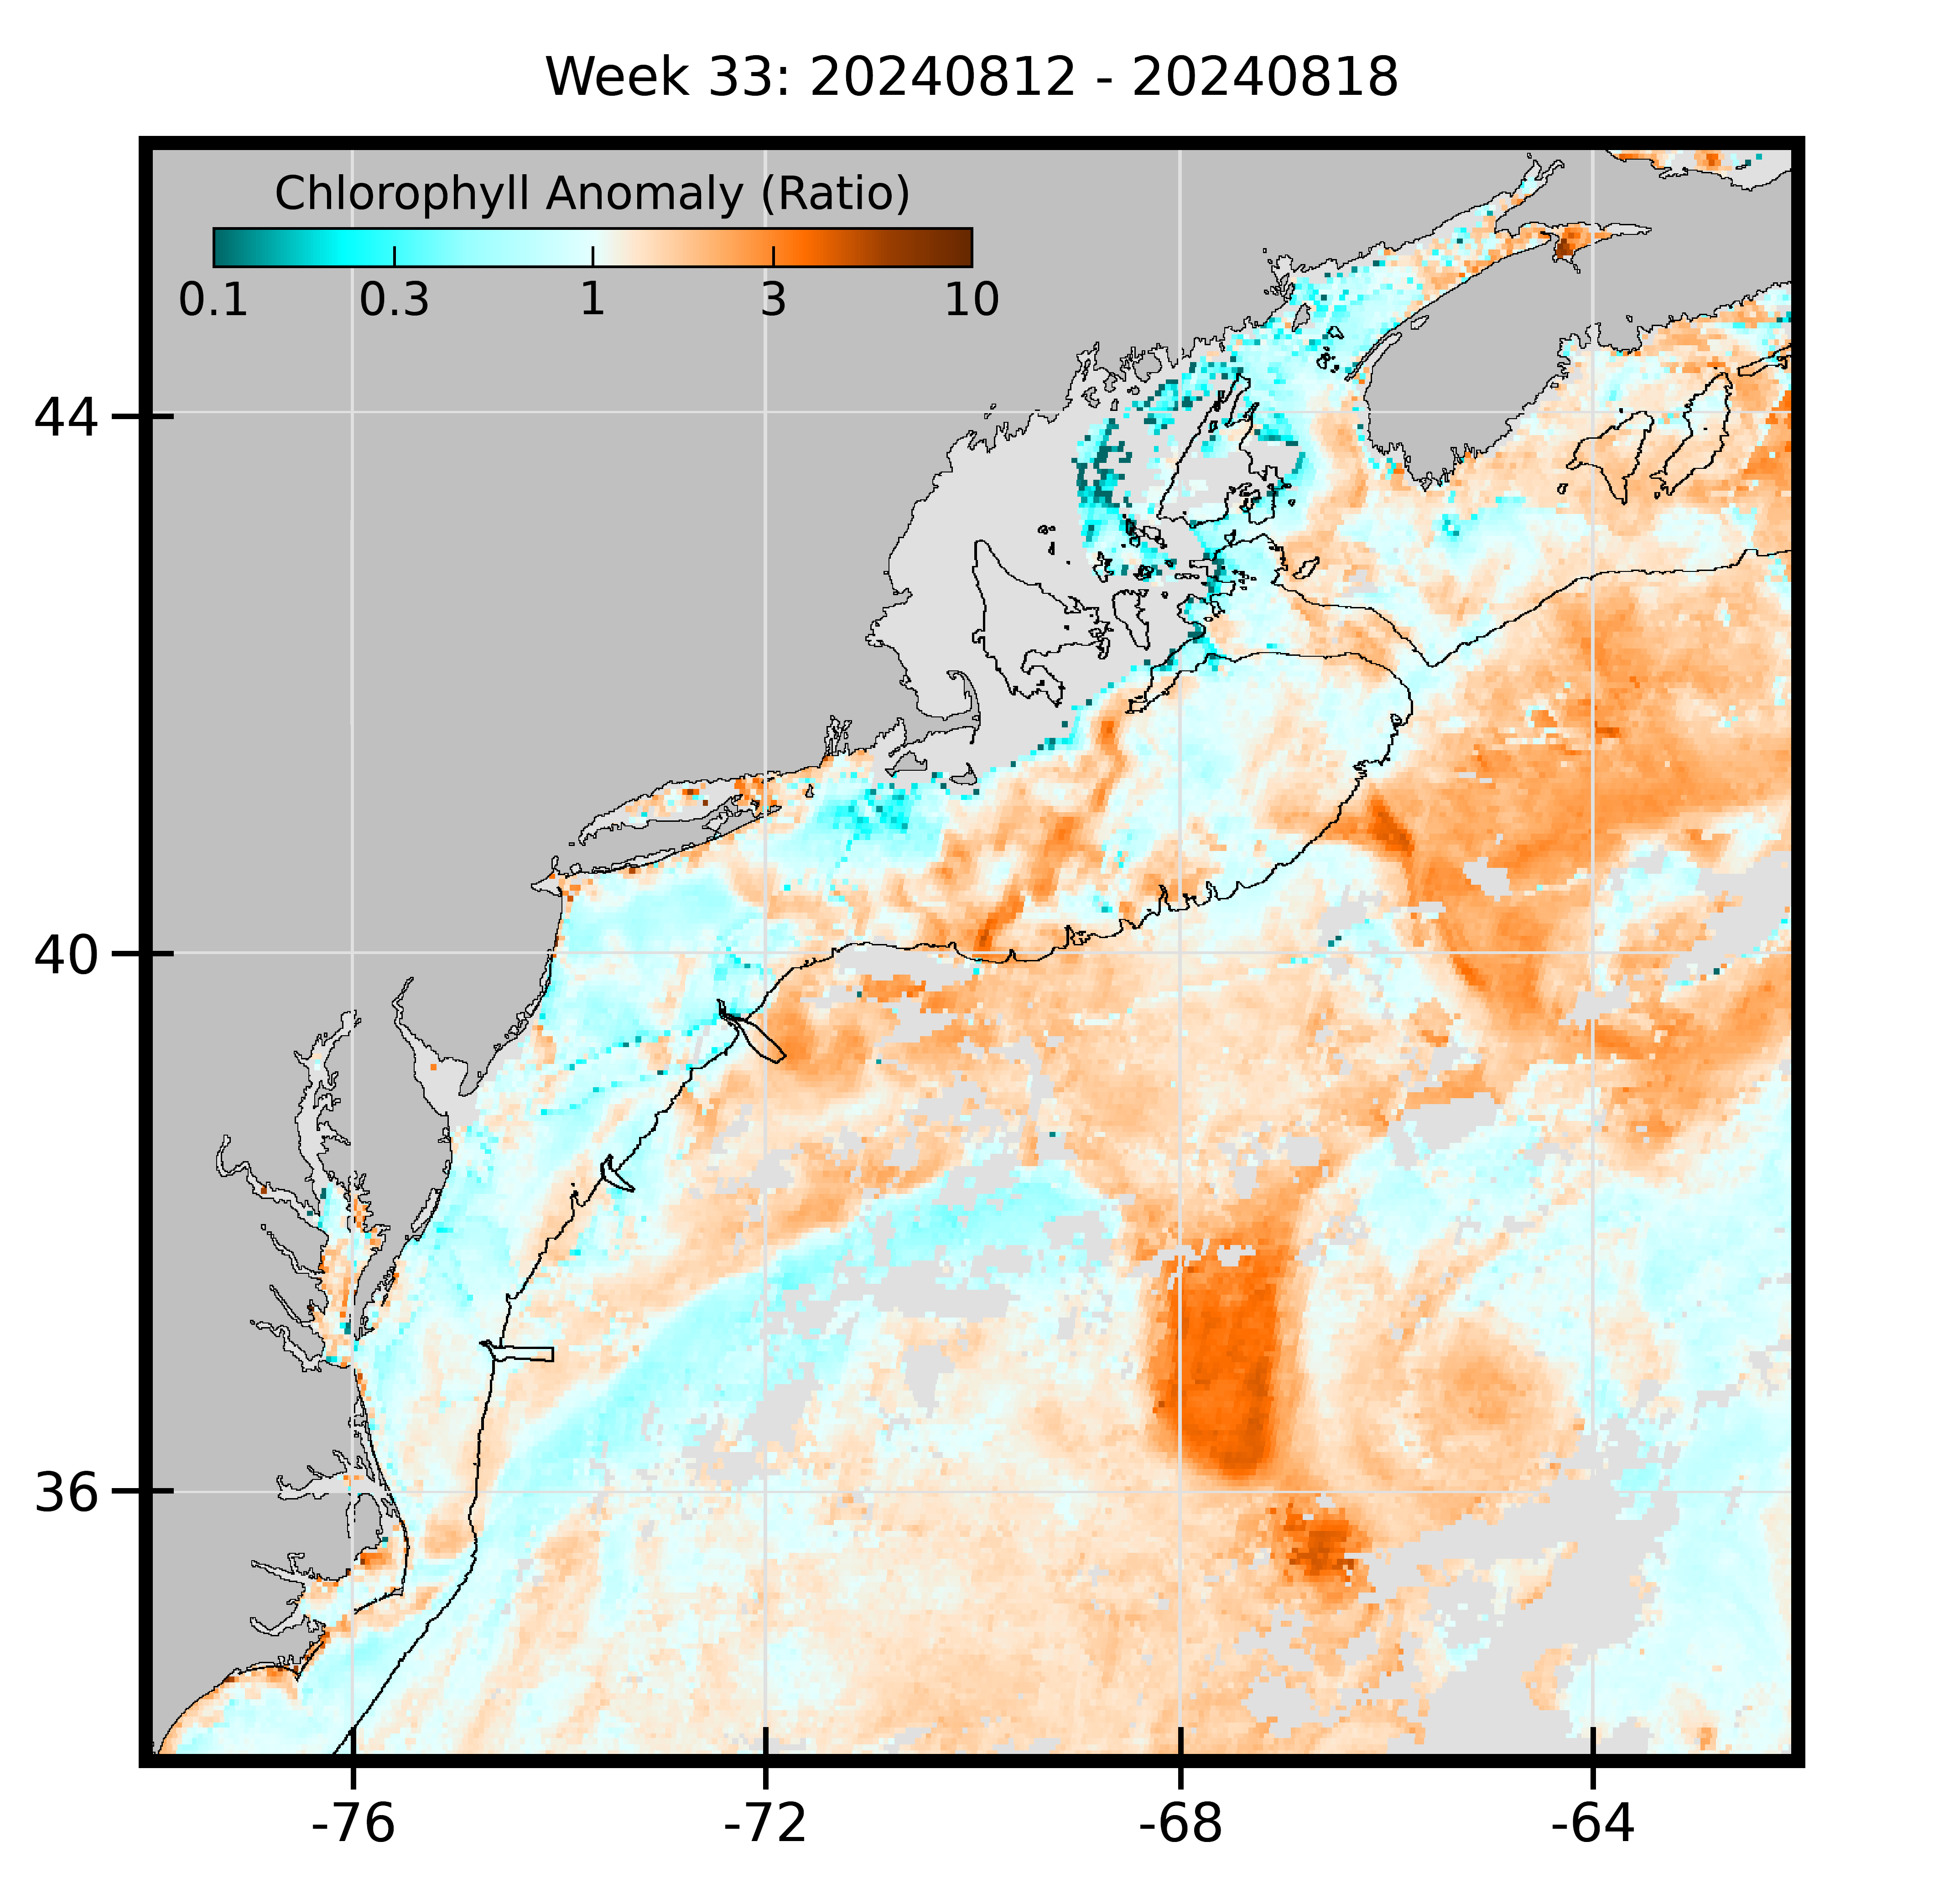 Week 33: 20240812 - 20240818
Chlorophyll Anomaly (Ratio)
0.1 0.3 1 3 10
44
40
36
-76 -72 -68 -64